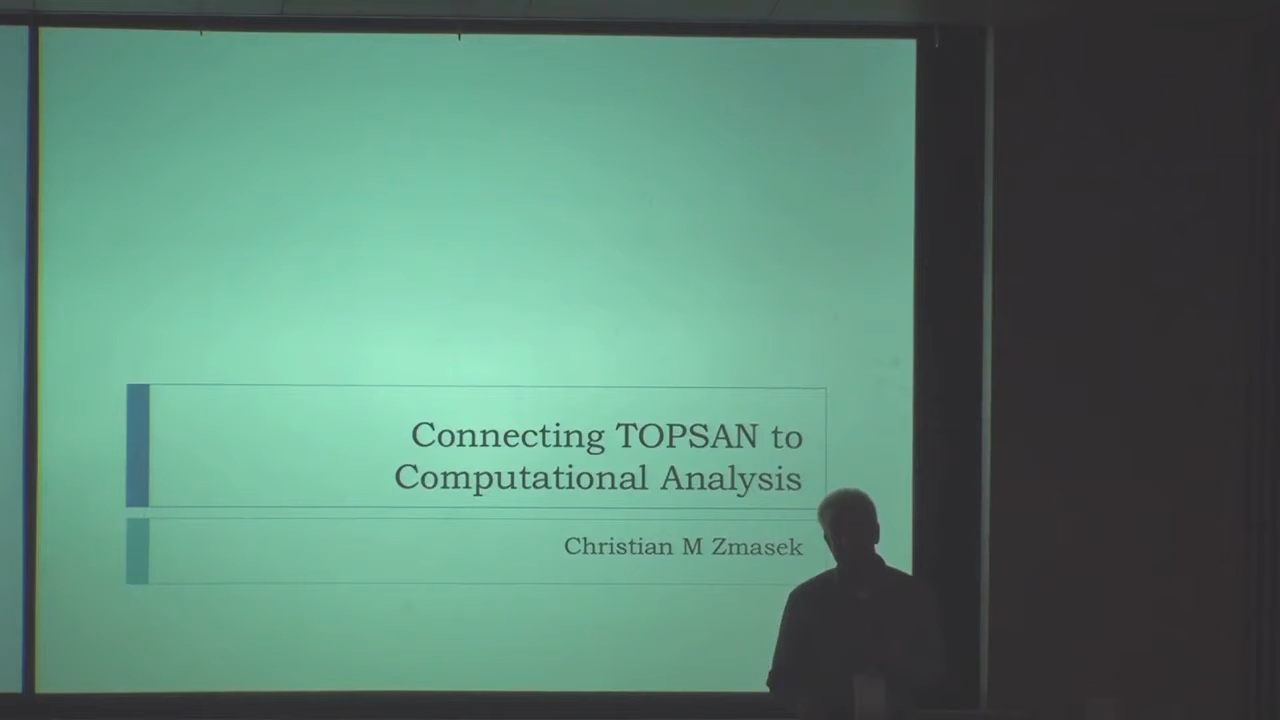 Connecting TOPSAN to
Computational Analysis
Christian M Zmasek